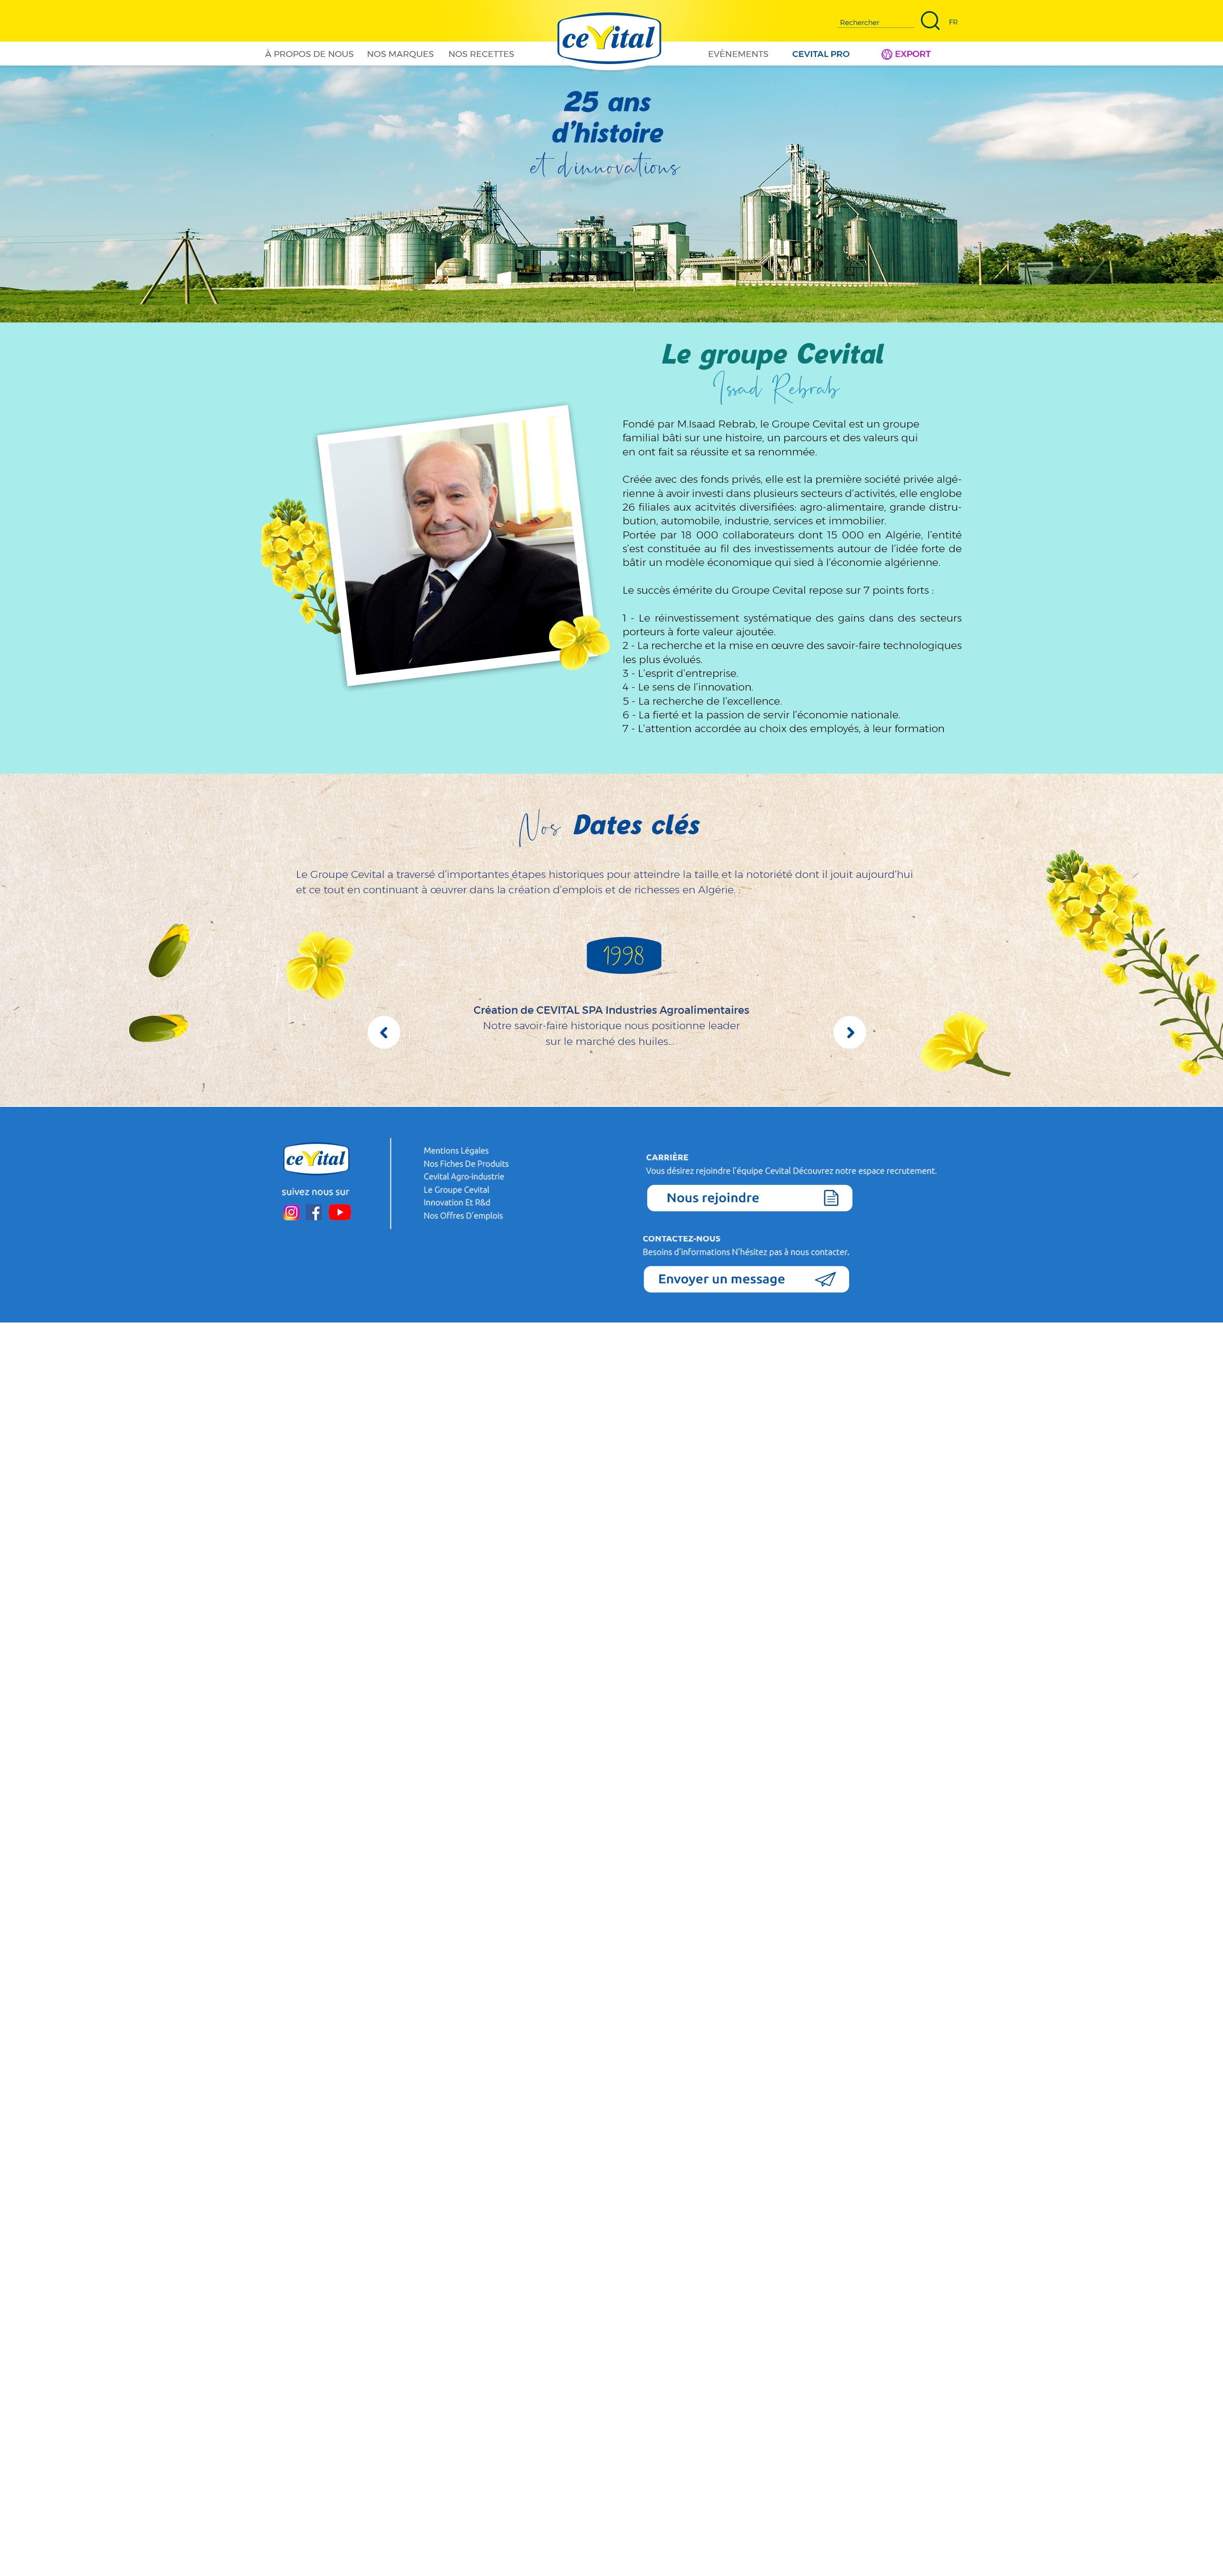 Rechercher
FR
ceVital
À PROPOS DE NOUS
NOS MARQUES
NOS RECETTES
EVÈNEMENTS
CEVITAL PRO
EXPORT
25 ans
d'histoire
et d'innovations
Le groupe Cevital
Issad Rebrab
Fondé par M.Isaad Rebrab, le Groupe Cevital est un groupe
familial bâti sur une histoire, un parcours et des valeurs qui
en ont fait sa réussite et sa renommée.
Créée avec des fonds privés, elle est la première société privée algé-
rienne à avoir investi dans plusieurs secteurs d'activités, elle englobe
26 filiales aux acitvités diversifiées: agro-alimentaire, grande distru-
bution, automobile, industrie, services et immobilier.
Portée par 18 000 collaborateurs dont 15 000 en Algérie, l'entité
s'est constituée au fil des investissements autour de l'idée forte de
bâtir un modèle économique qui sied à l'économie algérienne.
Le succès émérite du Groupe Cevital repose sur 7 points forts :
1 - Le réinvestissement systématique des gains dans des secteurs
porteurs à forte valeur ajoutée.
2 - La recherche et la mise en œuvre des savoir-faire technologiques
les plus évolués.
3 - L'esprit d'entreprise.
4 - Le sens de l'innovation.
5 - La recherche de l'excellence.
6 - La fierté et la passion de servir l'économie nationale.
7 - L'attention accordée au choix des employés, à leur formation
Nos Dates clés
Le Groupe Cevital a traversé d'importantes étapes historiques pour atteindre la taille et la notoriété dont il jouit aujourd'hui
et ce tout en continuant à œuvrer dans la création d'emplois et de richesses en Algérie. :
1998
Création de CEVITAL SPA Industries Agroalimentaires
Notre savoir-faire historique nous positionne leader
sur le marché des huiles...
ceVital
suivez nous sur
Mentions Légales
Nos Fiches De Produits
Cevital Agro-industrie
Le Groupe Cevital
Innovation Et R&d
Nos Offres D'emplois
CARRIÈRE
Vous désirez rejoindre l'équipe Cevital Découvrez notre espace recrutement.
Nous rejoindre
CONTACTEZ-NOUS
Besoins d'informations N'hésitez pas à nous contacter.
Envoyer un message